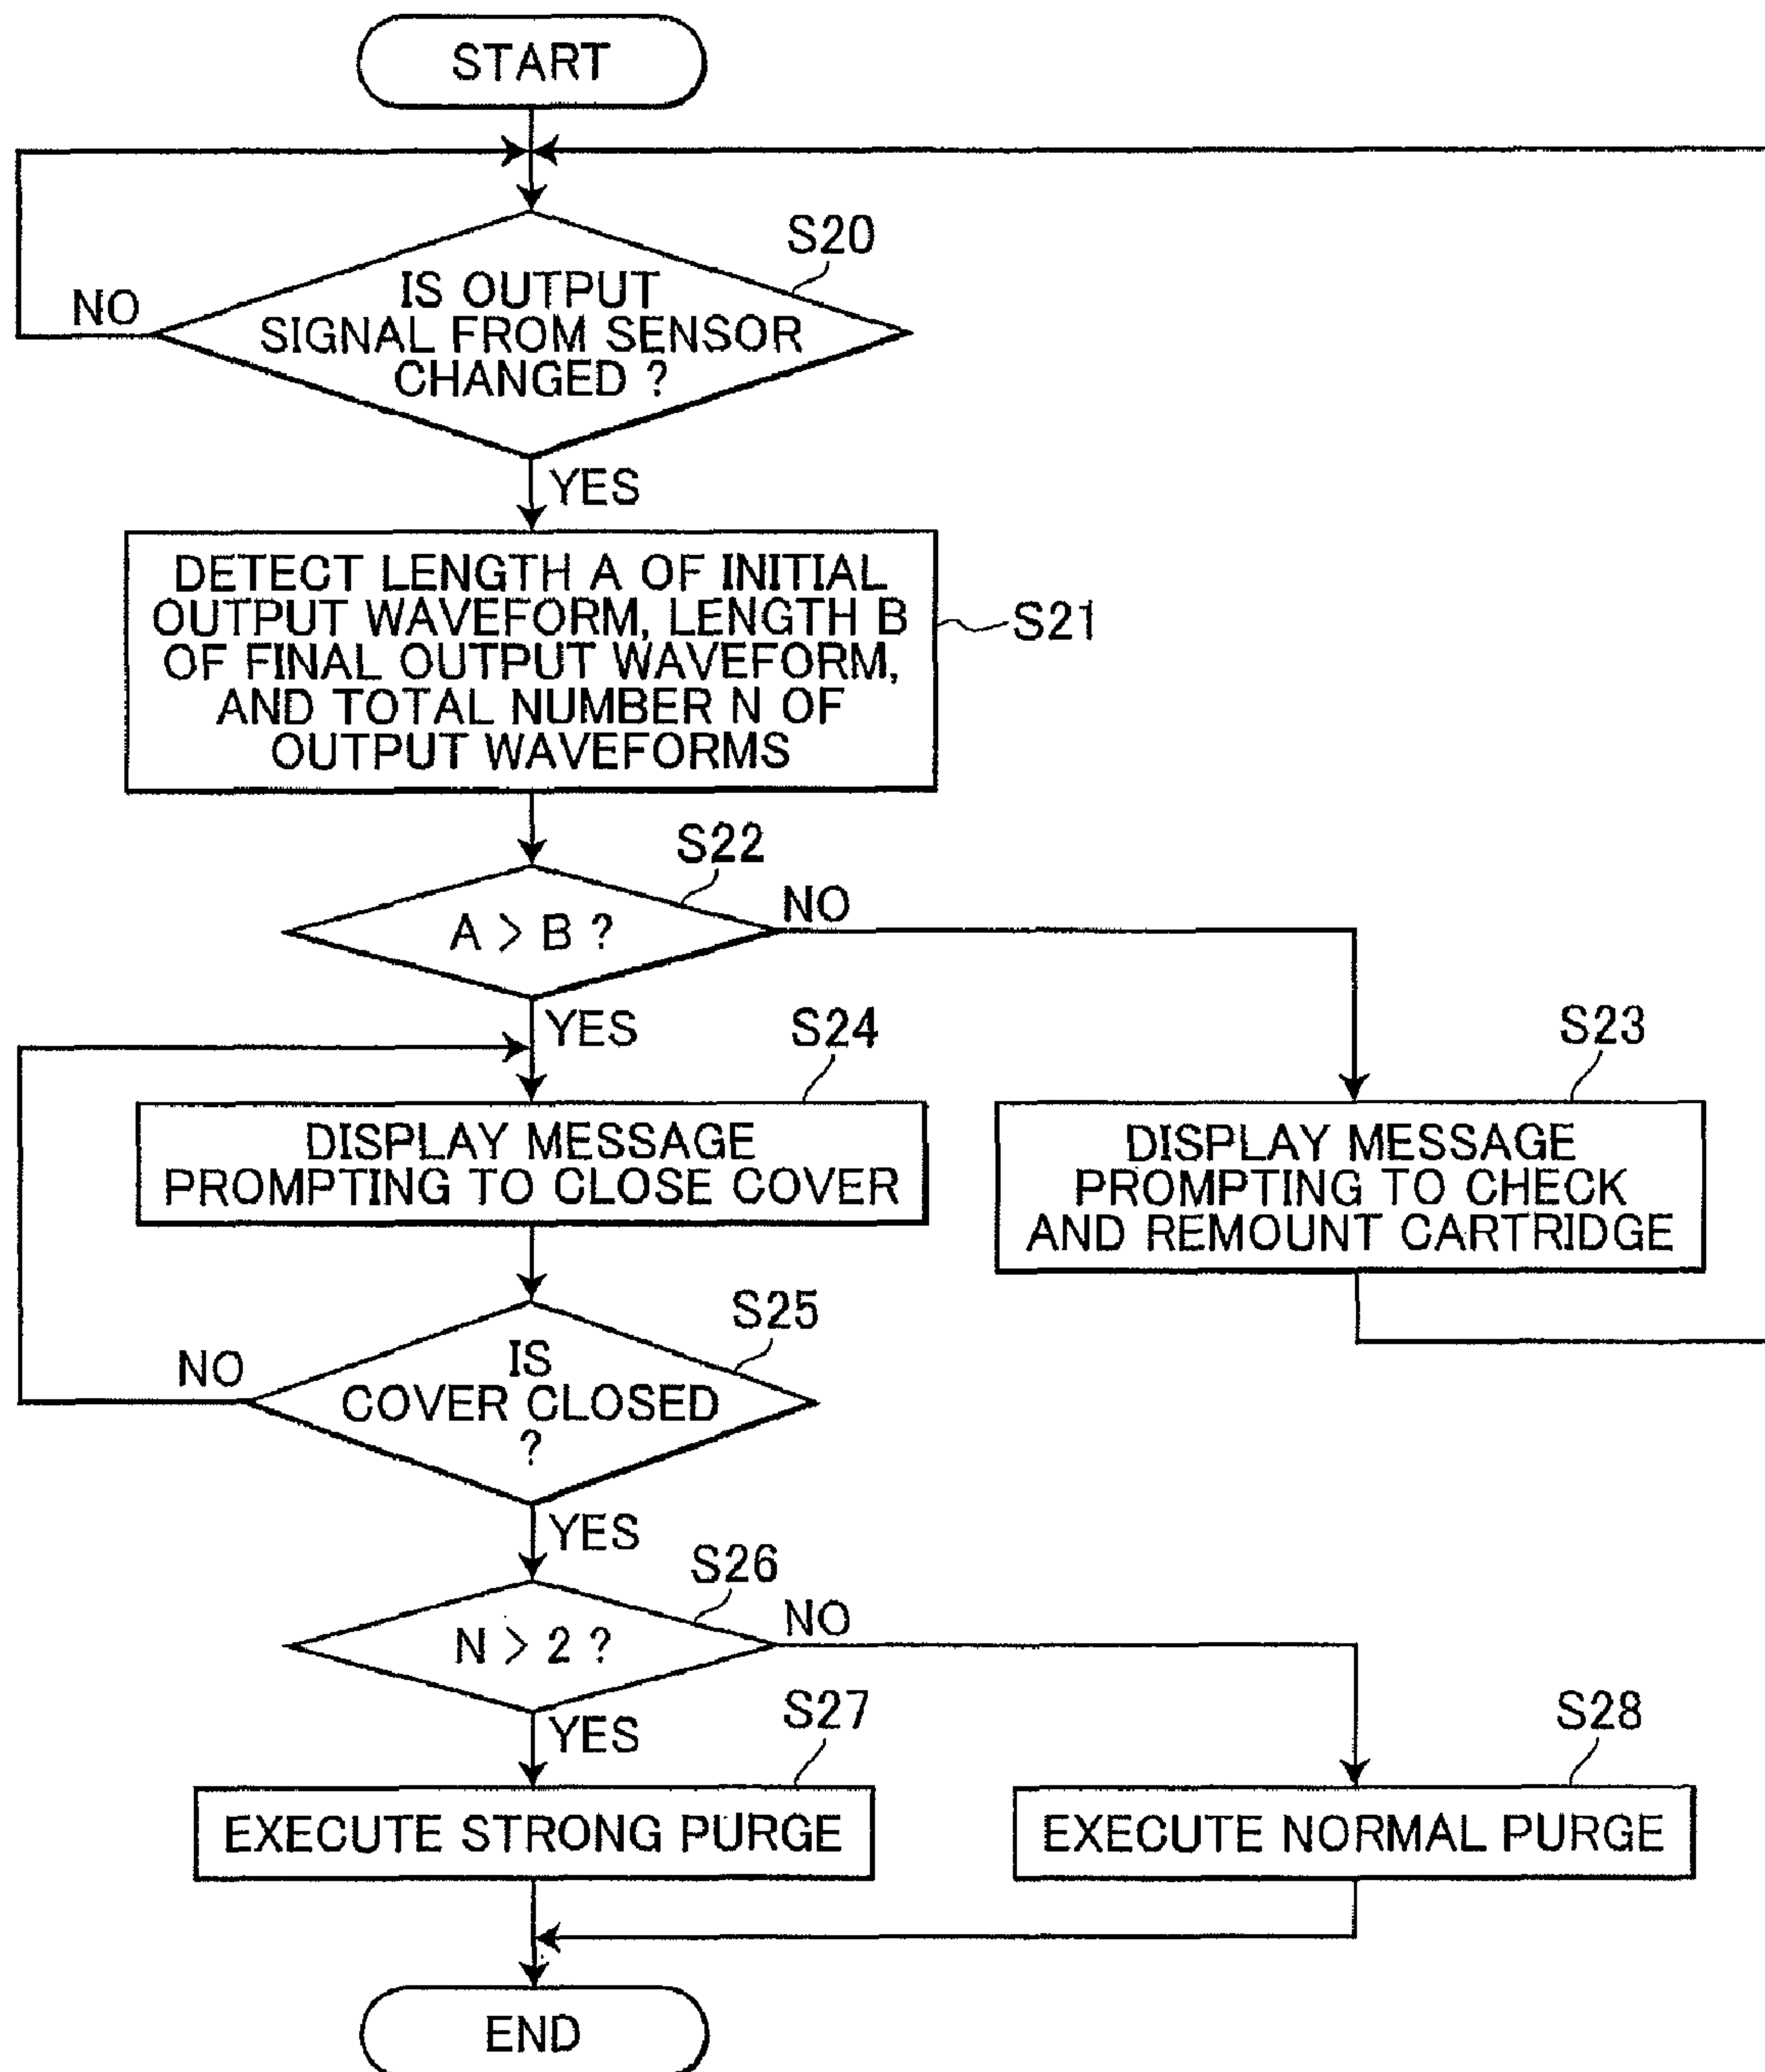 START
S20
IS OUTPUT
SIGNAL FROM SENSOR
CHANGED ?
NO
YES
DETECT LENGTH A OF INITIAL
OUTPUT WAVEFORM, LENGTH B
OF FINAL OUTPUT WAVEFORM,
AND TOTAL NUMBER N OF
OUTPUT WAVEFORMS
S21
S22
A > B ?
NO
YES
S24
DISPLAY MESSAGE
PROMPTING TO CLOSE COVER
S23
DISPLAY MESSAGE
PROMPTING TO CHECK
AND REMOUNT CARTRIDGE
S25
IS
COVER CLOSED
?
NO
YES
S26
N > 2 ?
NO
YES
S27
EXECUTE STRONG PURGE
S28
EXECUTE NORMAL PURGE
END